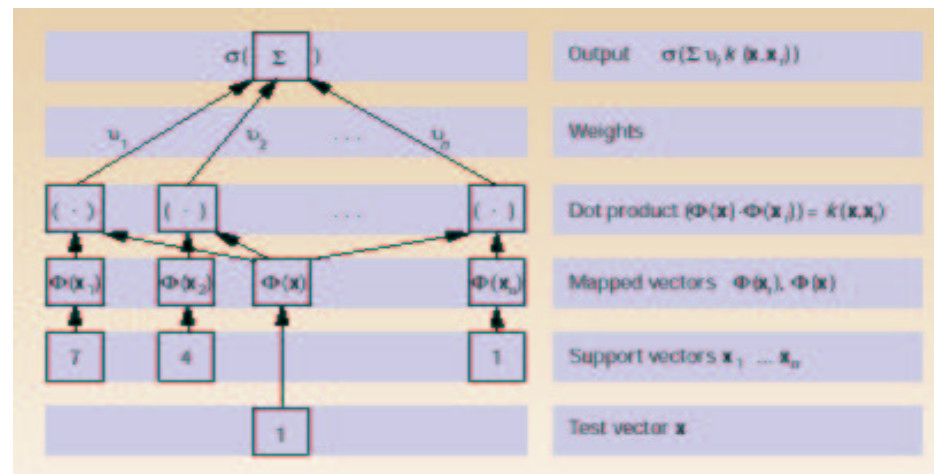 σ( Σ ) Output σ(Σ υᵢ k (x.xᵢ))
υ₁ υ₂ . . . υₙ Weights
( · ) ( · ) . . . ( · ) Dot product (Φ(x)·Φ(xᵢ)) = k(x,xᵢ)
Φ(x₁) Φ(x₂) Φ(x) Φ(xₙ) Mapped vectors Φ(xᵢ), Φ(x)
7 4 1 Support vectors x₁ ... xₙ
1 Test vector x